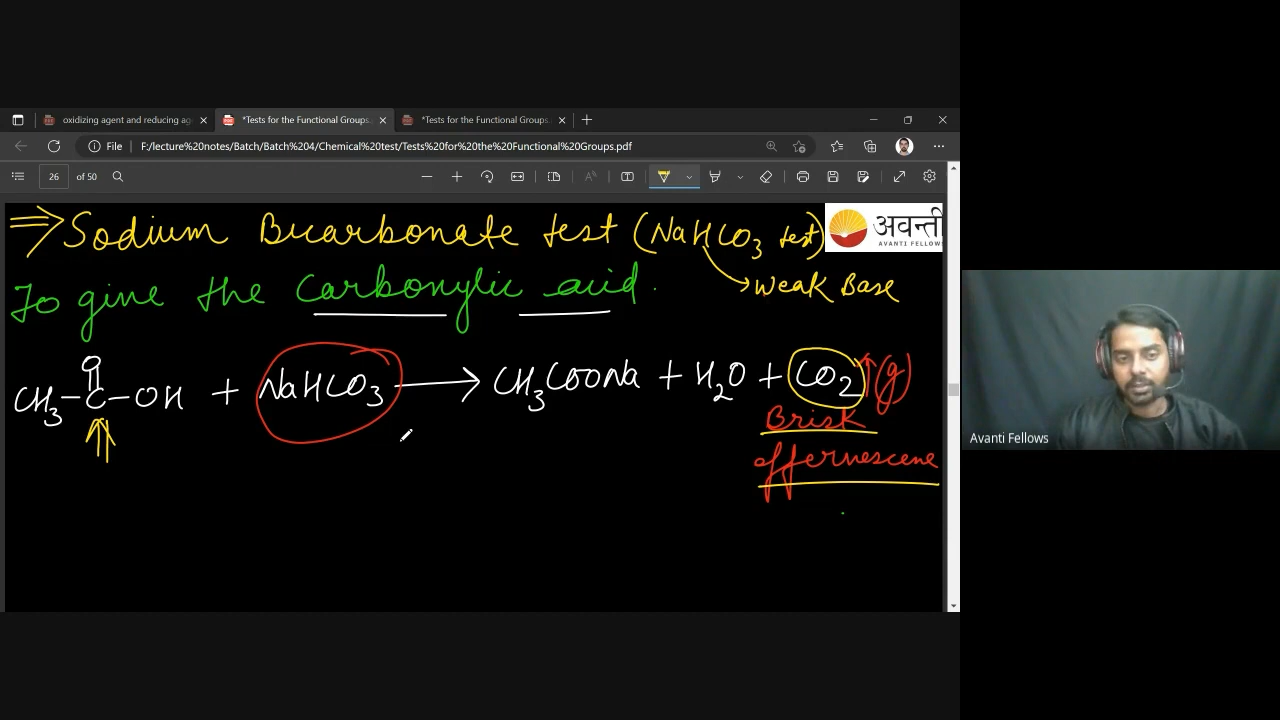 oxidizing agent and reducing ag
*Tests for the Functional Groups.
*Tests for the Functional Groups.
File
F:/lecture%20notes/Batch/Batch%204/Chemical%20test/Tests%20for%20the%20Functional%20Groups.pdf
26 of 50
⇒ Sodium Bicarbonate test (NaHCO3 test)
अवन्ती
AVANTI FELLOWS
→ Weak Base
To give the Carbonylic acid.
CH3-C-OH + NaHCO3 → CH3COONa + H2O + CO2↑(g)
O
Brisk
effervescene
Avanti Fellows